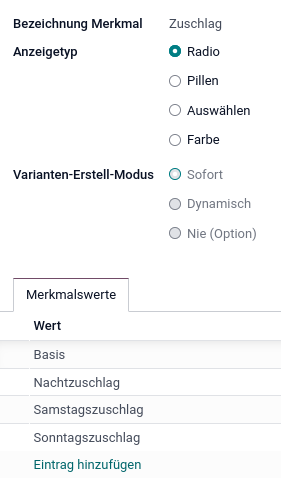 Bezeichnung Merkmal Zuschlag
Anzeigetyp Radio
Pillen
Auswählen
Farbe
Varianten-Erstell-Modus Sofort
Dynamisch
Nie (Option)
Merkmalswerte
Wert
Basis
Nachtzuschlag
Samstagszuschlag
Sonntagszuschlag
Eintrag hinzufügen